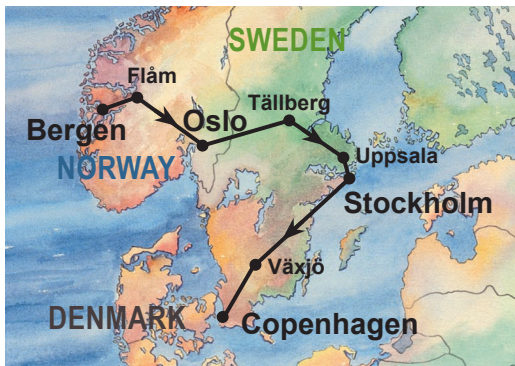 SWEDEN
Flåm
Tällberg
Oslo
Bergen
Uppsala
NORWAY
Stockholm
Växjö
DENMARK
Copenhagen